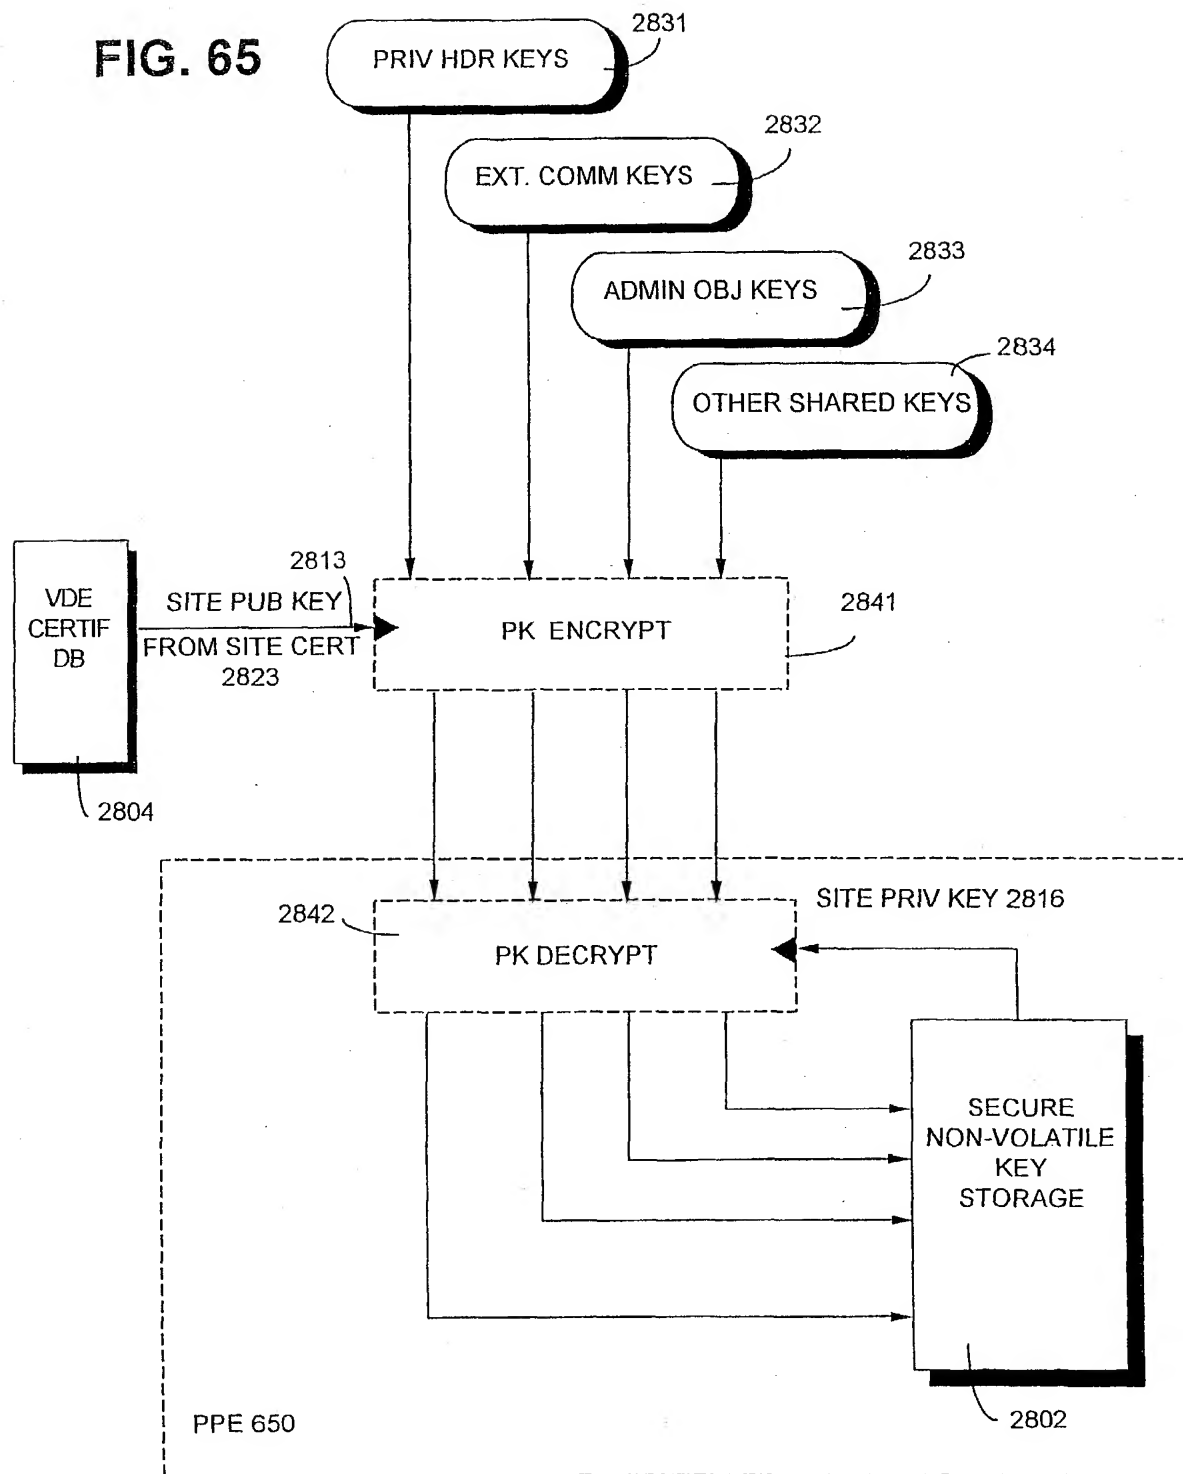 FIG. 65
2831
PRIV HDR KEYS
2832
EXT. COMM KEYS
2833
ADMIN OBJ KEYS
2834
OTHER SHARED KEYS
2813
VDE
CERTIF
DB
SITE PUB KEY
FROM SITE CERT
2823
PK ENCRYPT
2841
2804
2842
SITE PRIV KEY 2816
PK DECRYPT
SECURE
NON-VOLATILE
KEY
STORAGE
PPE 650
2802